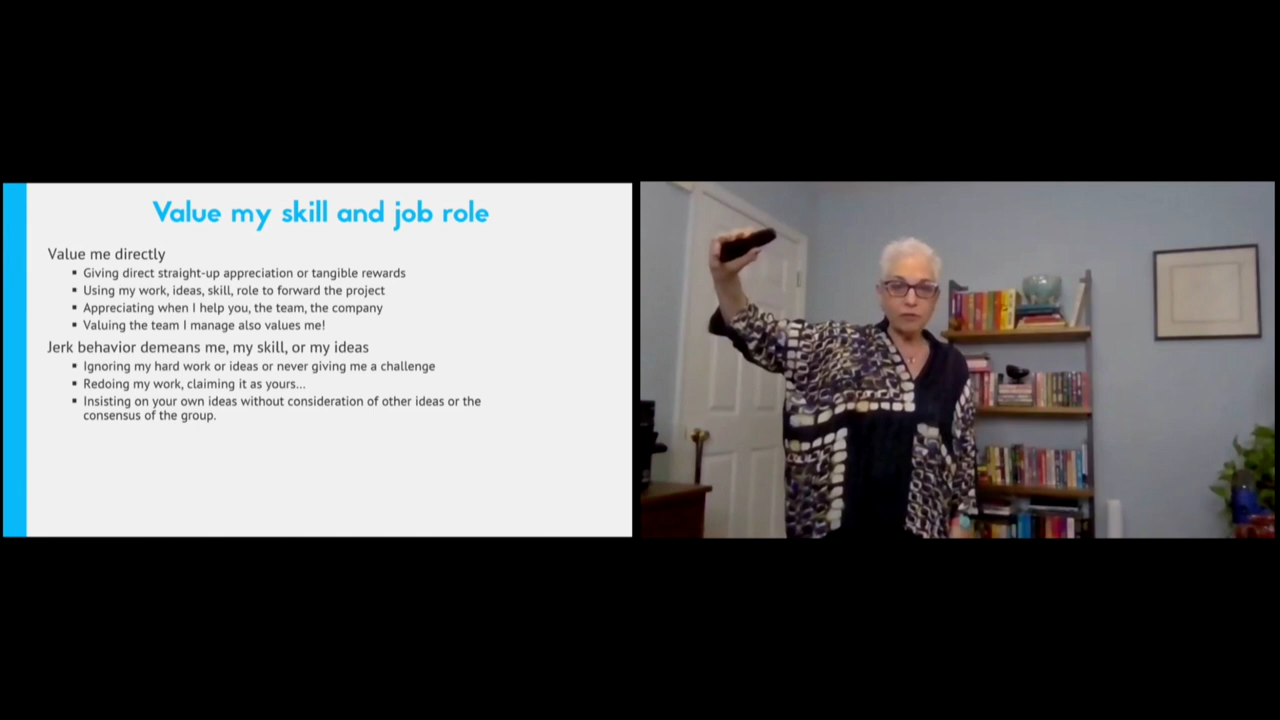 Value my skill and job role
Value me directly
▪ Giving direct straight-up appreciation or tangible rewards
▪ Using my work, ideas, skill, role to forward the project
▪ Appreciating when I help you, the team, the company
▪ Valuing the team I manage also values me!
Jerk behavior demeans me, my skill, or my ideas
▪ Ignoring my hard work or ideas or never giving me a challenge
▪ Redoing my work, claiming it as yours...
▪ Insisting on your own ideas without consideration of other ideas or the
consensus of the group.